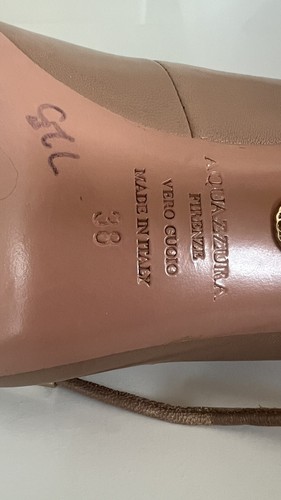 AQUAZZURA
FIRENZE
VERO CUOIO
MADE IN ITALY
38